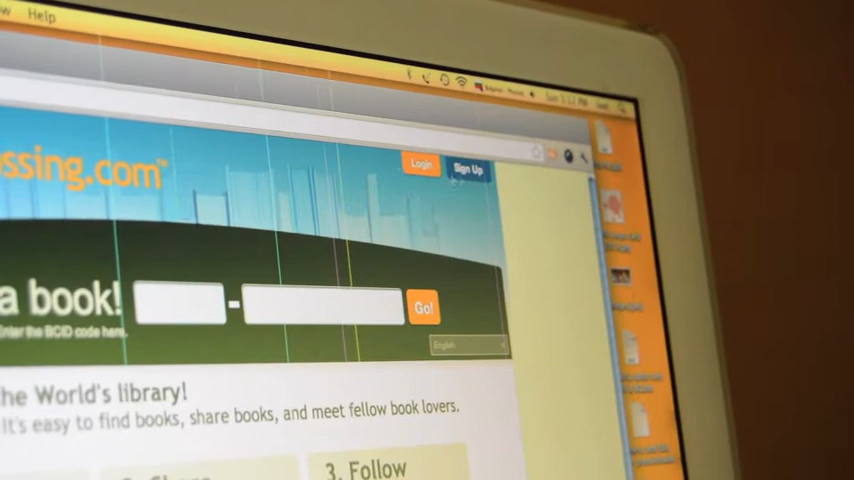 Help
ssing.com™
Login
Sign Up
a book!
Go!
Enter the BCID code here.
English
he World's library!
it's easy to find books, share books, and meet fellow book lovers.
3. Follow